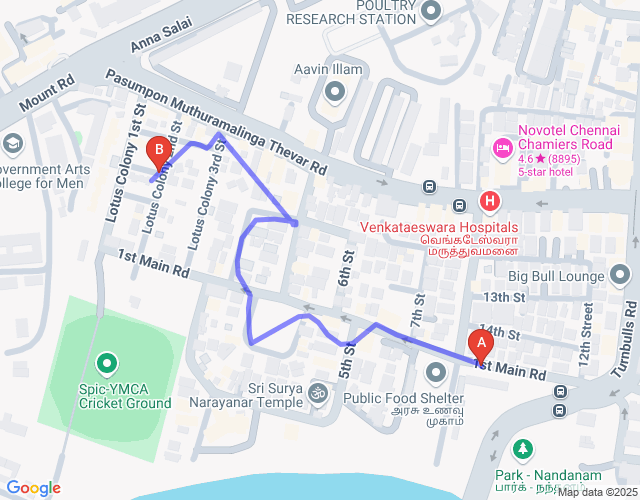 POULTRY
RESEARCH STATION
Anna Salai
Aavin Illam
Mount Rd
Pasumpon Muthuramalinga Thevar Rd
Novotel Chennai
Chamiers Road
4.6★(8895)
5-star hotel
Government Arts
College for Men
Lotus Colony 1st St
B
Lotus Colony 2nd St
Lotus Colony 3rd St
H
Venkataeswara Hospitals
வெங்கடேஸ்வரா
மருத்துவமனை
1st Main Rd
6th St
Big Bull Lounge
13th St
7th St
14th St
12th Street
Turnbulls Rd
A
1st Main Rd
5th St
Spic-YMCA
Cricket Ground
Sri Surya
Narayanar Temple
Public Food Shelter
அரசு உணவு
முகாம்
Park - Nandanam
Google
Map data ©2025